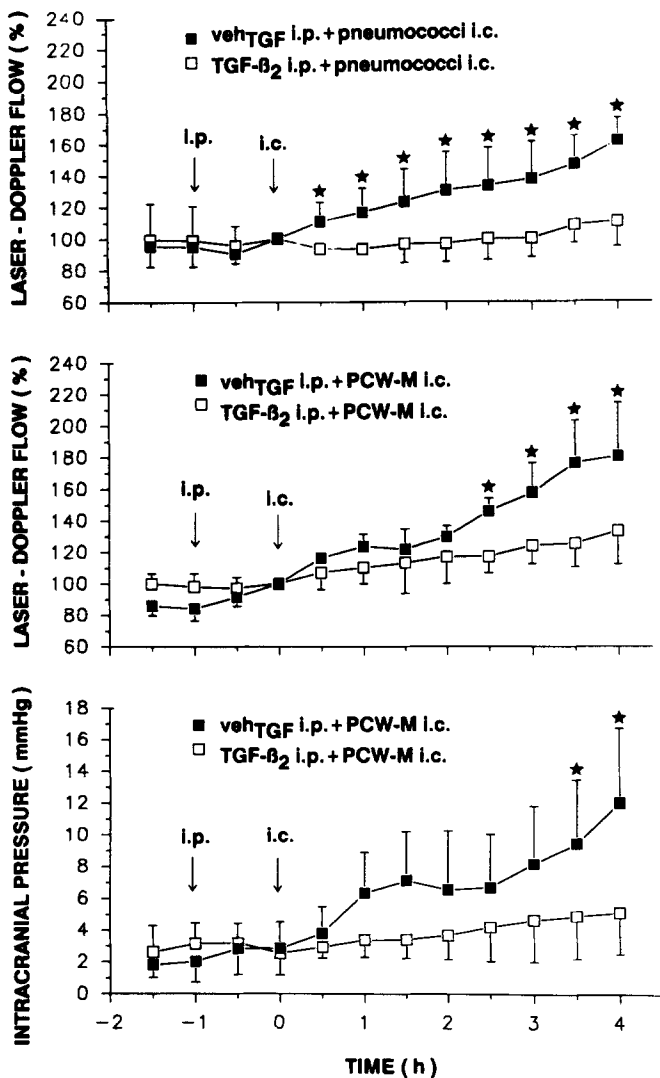 LASER - DOPPLER FLOW (%)
240
220
200
180
160
140
120
100
80
60
■ vehTGF i.p.+pneumococci i.c.
□ TGF-ß2 i.p.+pneumococci i.c.
i.p.
i.c.
LASER - DOPPLER FLOW (%)
240
220
200
180
160
140
120
100
80
60
■ vehTGF i.p.+PCW-M i.c.
□ TGF-ß2 i.p.+PCW-M i.c.
i.p.
i.c.
INTRACRANIAL PRESSURE (mmHg)
18
16
14
12
10
8
6
4
2
0
■ vehTGF i.p.+PCW-M i.c.
□ TGF-ß2 i.p.+PCW-M i.c.
i.p.
i.c.
−2 −1 0 1 2 3 4
TIME (h)